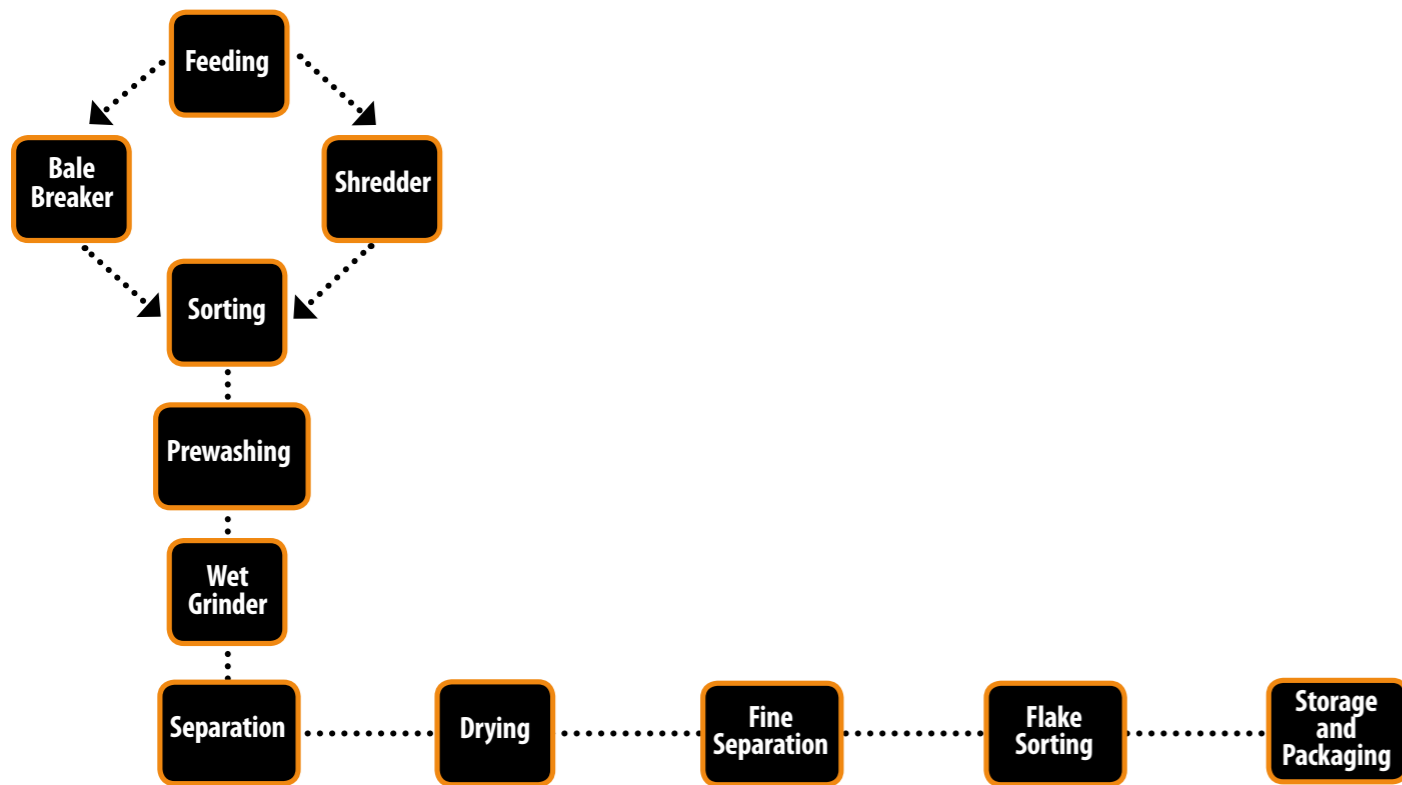 Feeding
Bale
Breaker
Shredder
Sorting
Prewashing
Wet
Grinder
Separation
Drying
Fine
Separation
Flake
Sorting
Storage
and
Packaging